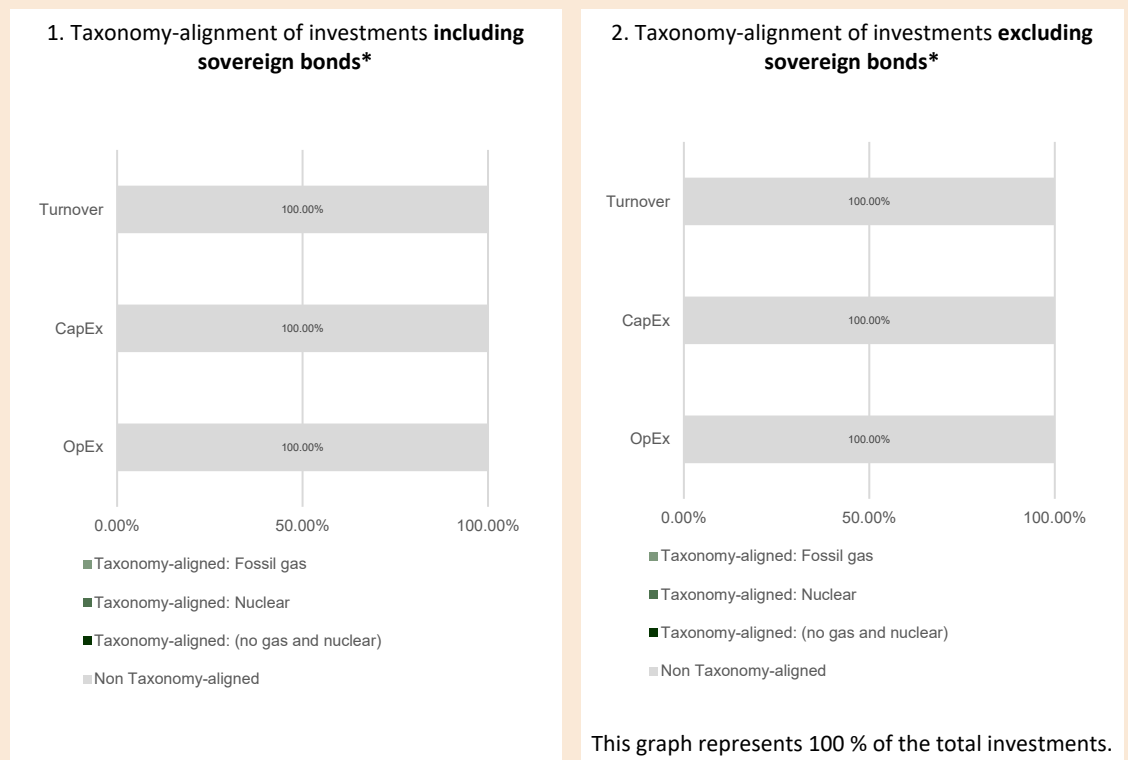 1. Taxonomy-alignment of investments including
sovereign bonds*
Turnover
100.00%
CapEx
100.00%
OpEx
100.00%
0.00% 50.00% 100.00%
Taxonomy-aligned: Fossil gas
Taxonomy-aligned: Nuclear
Taxonomy-aligned: (no gas and nuclear)
Non Taxonomy-aligned
2. Taxonomy-alignment of investments excluding
sovereign bonds*
Turnover
100.00%
CapEx
100.00%
OpEx
100.00%
0.00% 50.00% 100.00%
Taxonomy-aligned: Fossil gas
Taxonomy-aligned: Nuclear
Taxonomy-aligned: (no gas and nuclear)
Non Taxonomy-aligned
This graph represents 100 % of the total investments.